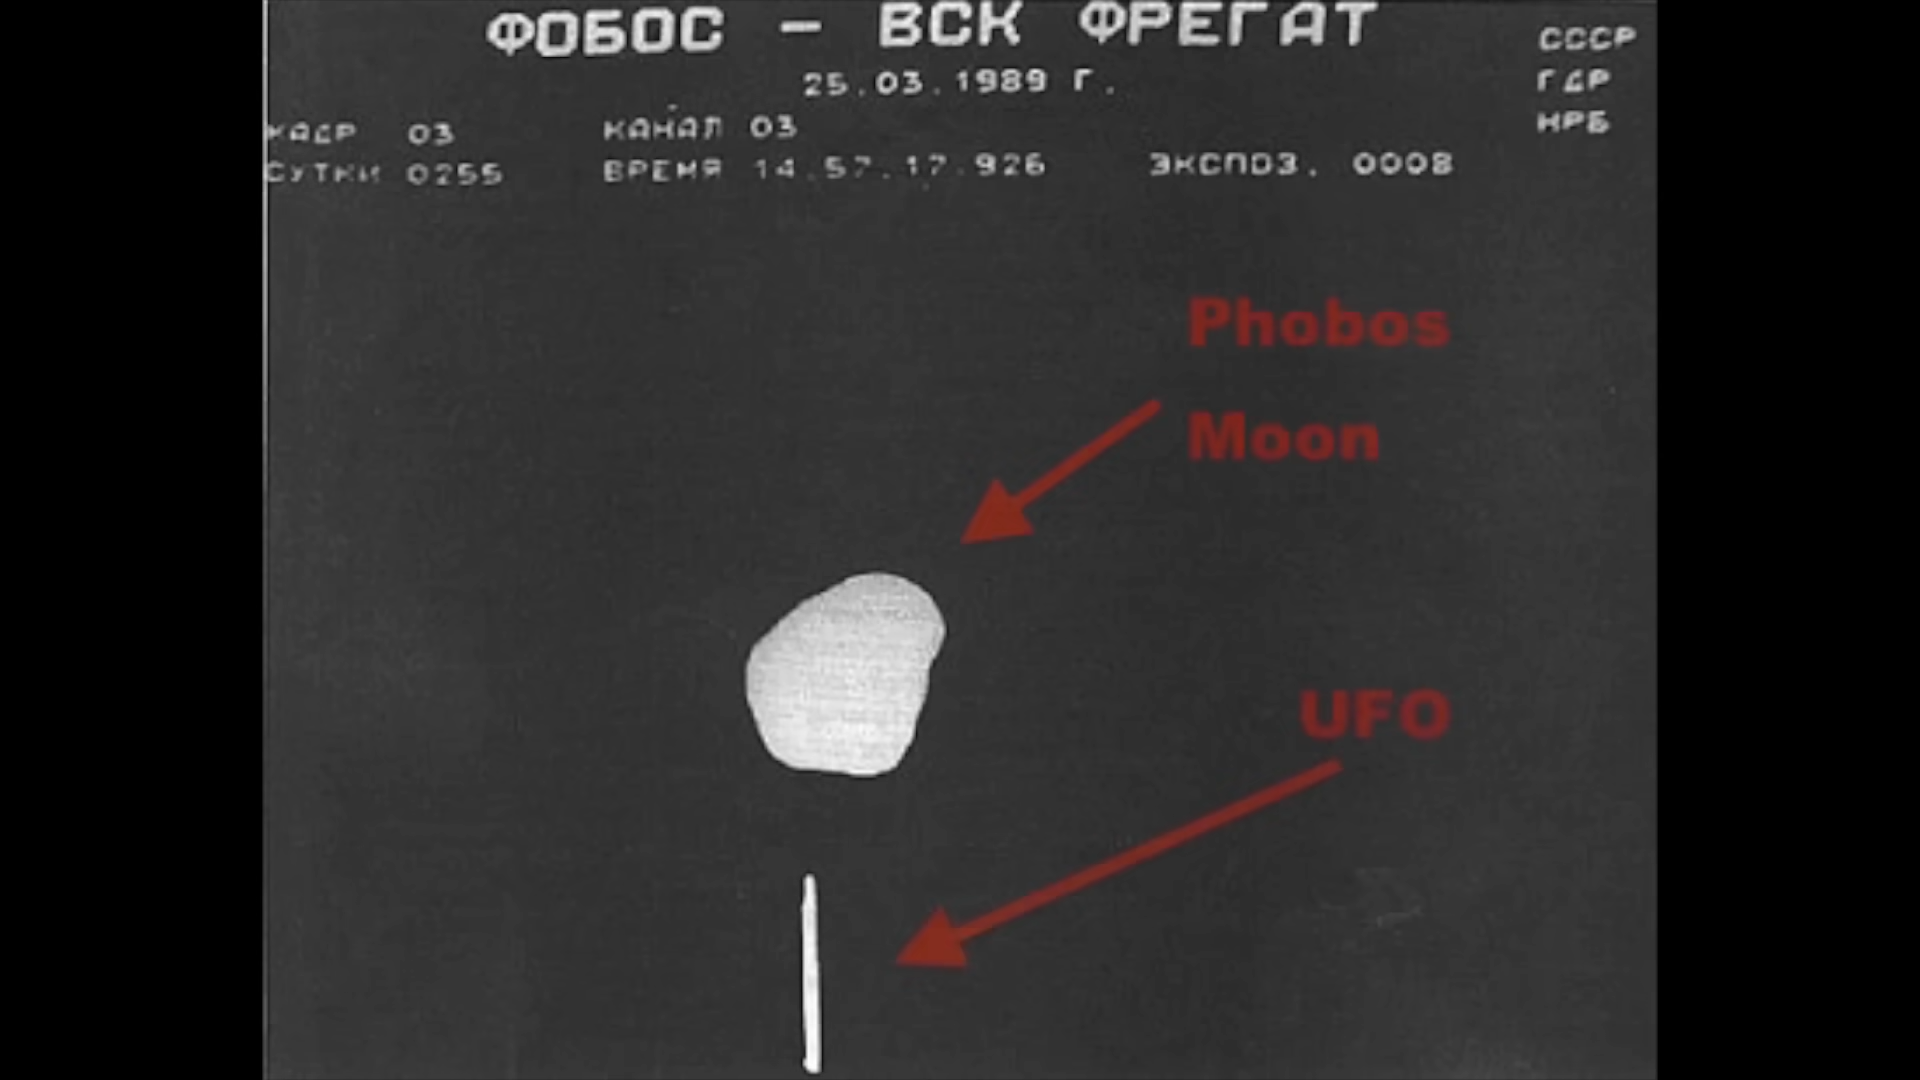 ФОБОС - ВСК ФРЕГАТ
СССР
25.03.1989 Г.
ГДР
КАДР 03 КАНАЛ 03
НРБ
СУТКИ 0255 ВРЕМЯ 14.57.17.926 ЭКСПОЗ. 0008
Phobos
Moon
UFO